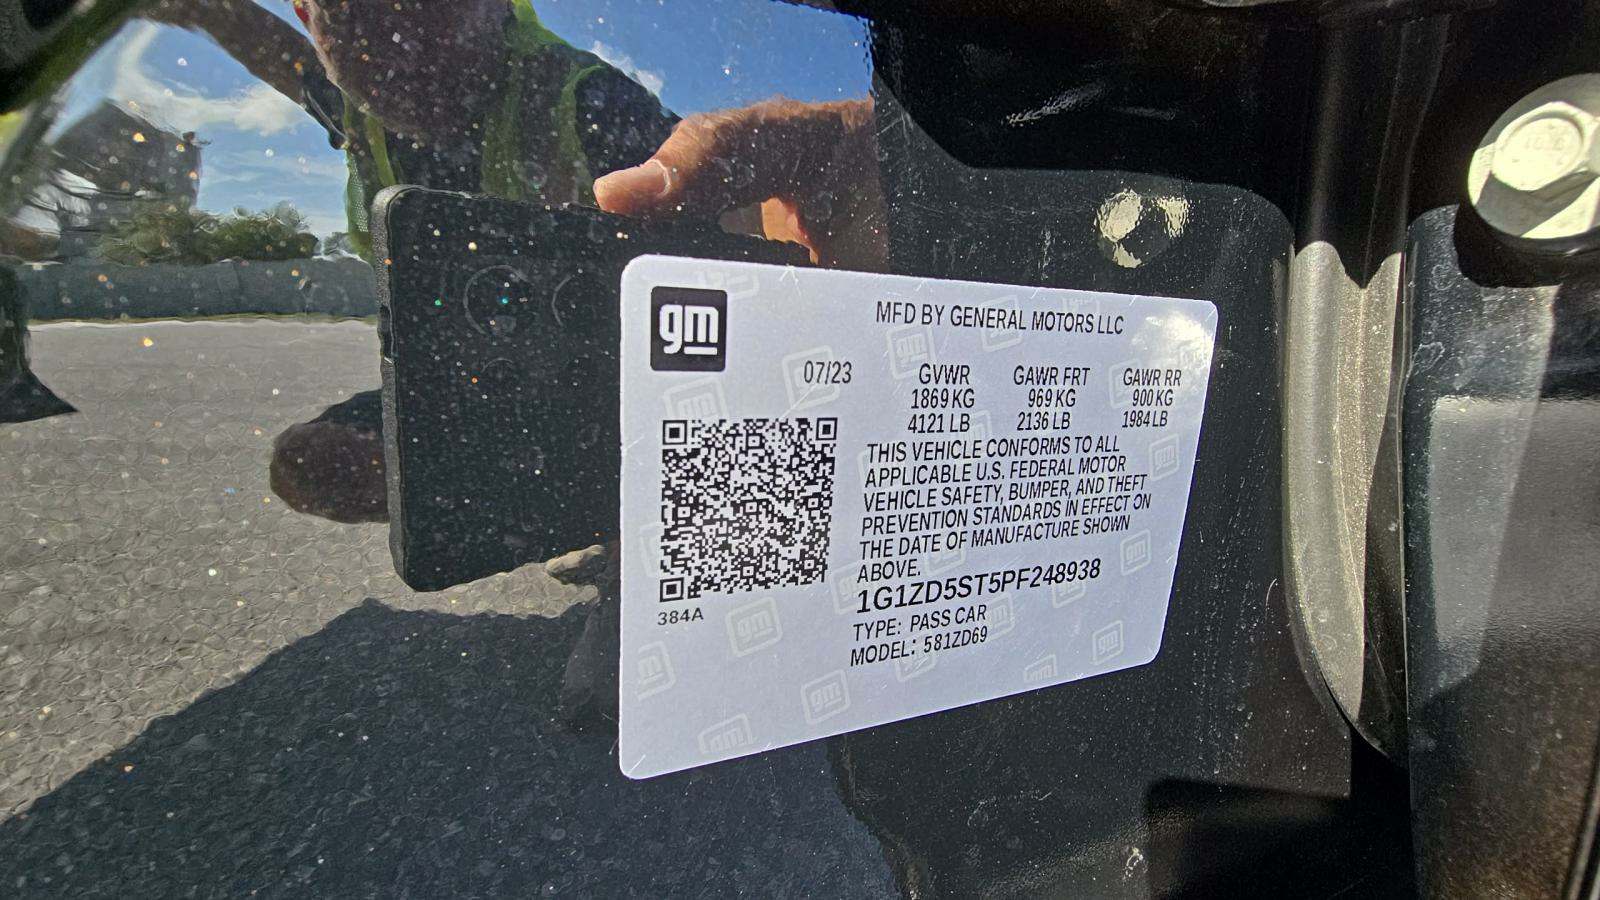 gm
MFD BY GENERAL MOTORS LLC
07/23
GVWR GAWR FRT GAWR RR
1869 KG 969 KG 900 KG
4121 LB 2136 LB 1984 LB
THIS VEHICLE CONFORMS TO ALL
APPLICABLE U.S. FEDERAL MOTOR
VEHICLE SAFETY, BUMPER, AND THEFT
PREVENTION STANDARDS IN EFFECT ON
THE DATE OF MANUFACTURE SHOWN
ABOVE.
384A
1G1ZD5ST5PF248938
TYPE: PASS CAR
MODEL: 581ZD69